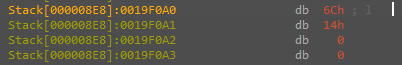 Stack[000008E8]:0019F0A0 db 6Ch ; l
Stack[000008E8]:0019F0A1 db 14h
Stack[000008E8]:0019F0A2 db 0
Stack[000008E8]:0019F0A3 db 0